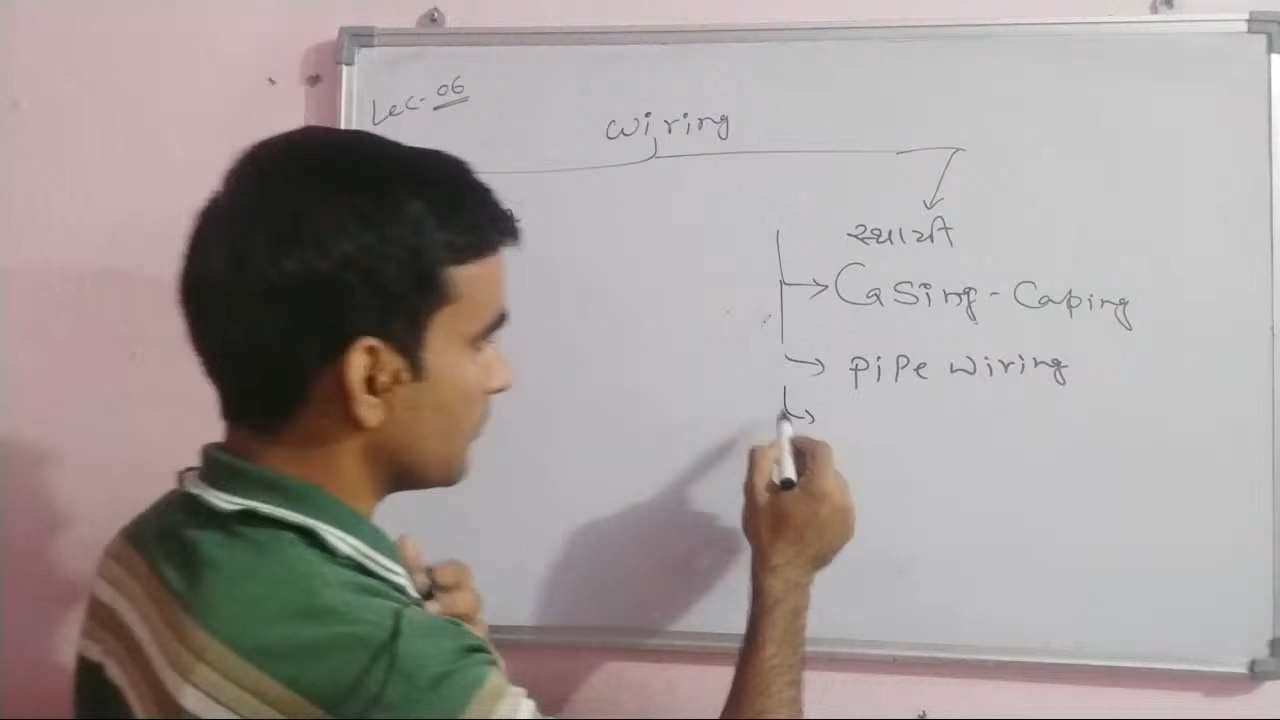 Lec-06
Wiring
स्थायी
Casing-Caping
Pipe wiring